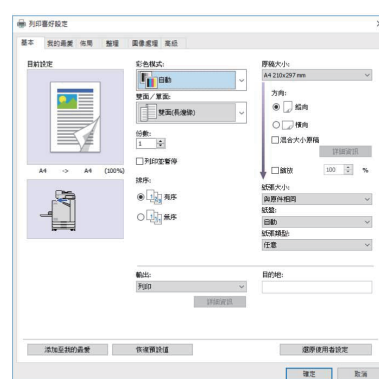 列印喜好設定
基本 我的最愛 佈局 整理 圖像處理 高級
目前設定
A4 -> A4 (100%)
彩色模式:
自動
雙面/單面:
雙面(長邊綴)
份數:
1
列印並暫停
排序:
有序
無序
輸出:
列印
詳細資訊
原稿大小:
A4 210x297 mm
方向:
縱向
橫向
混合大小原稿
詳細資訊
縮放 100 %
紙張大小:
與原件相同
紙盤:
自動
紙張類型:
任意
目的地:
添加至我的最愛 恢復預設值 還原使用者設定
確定 取消